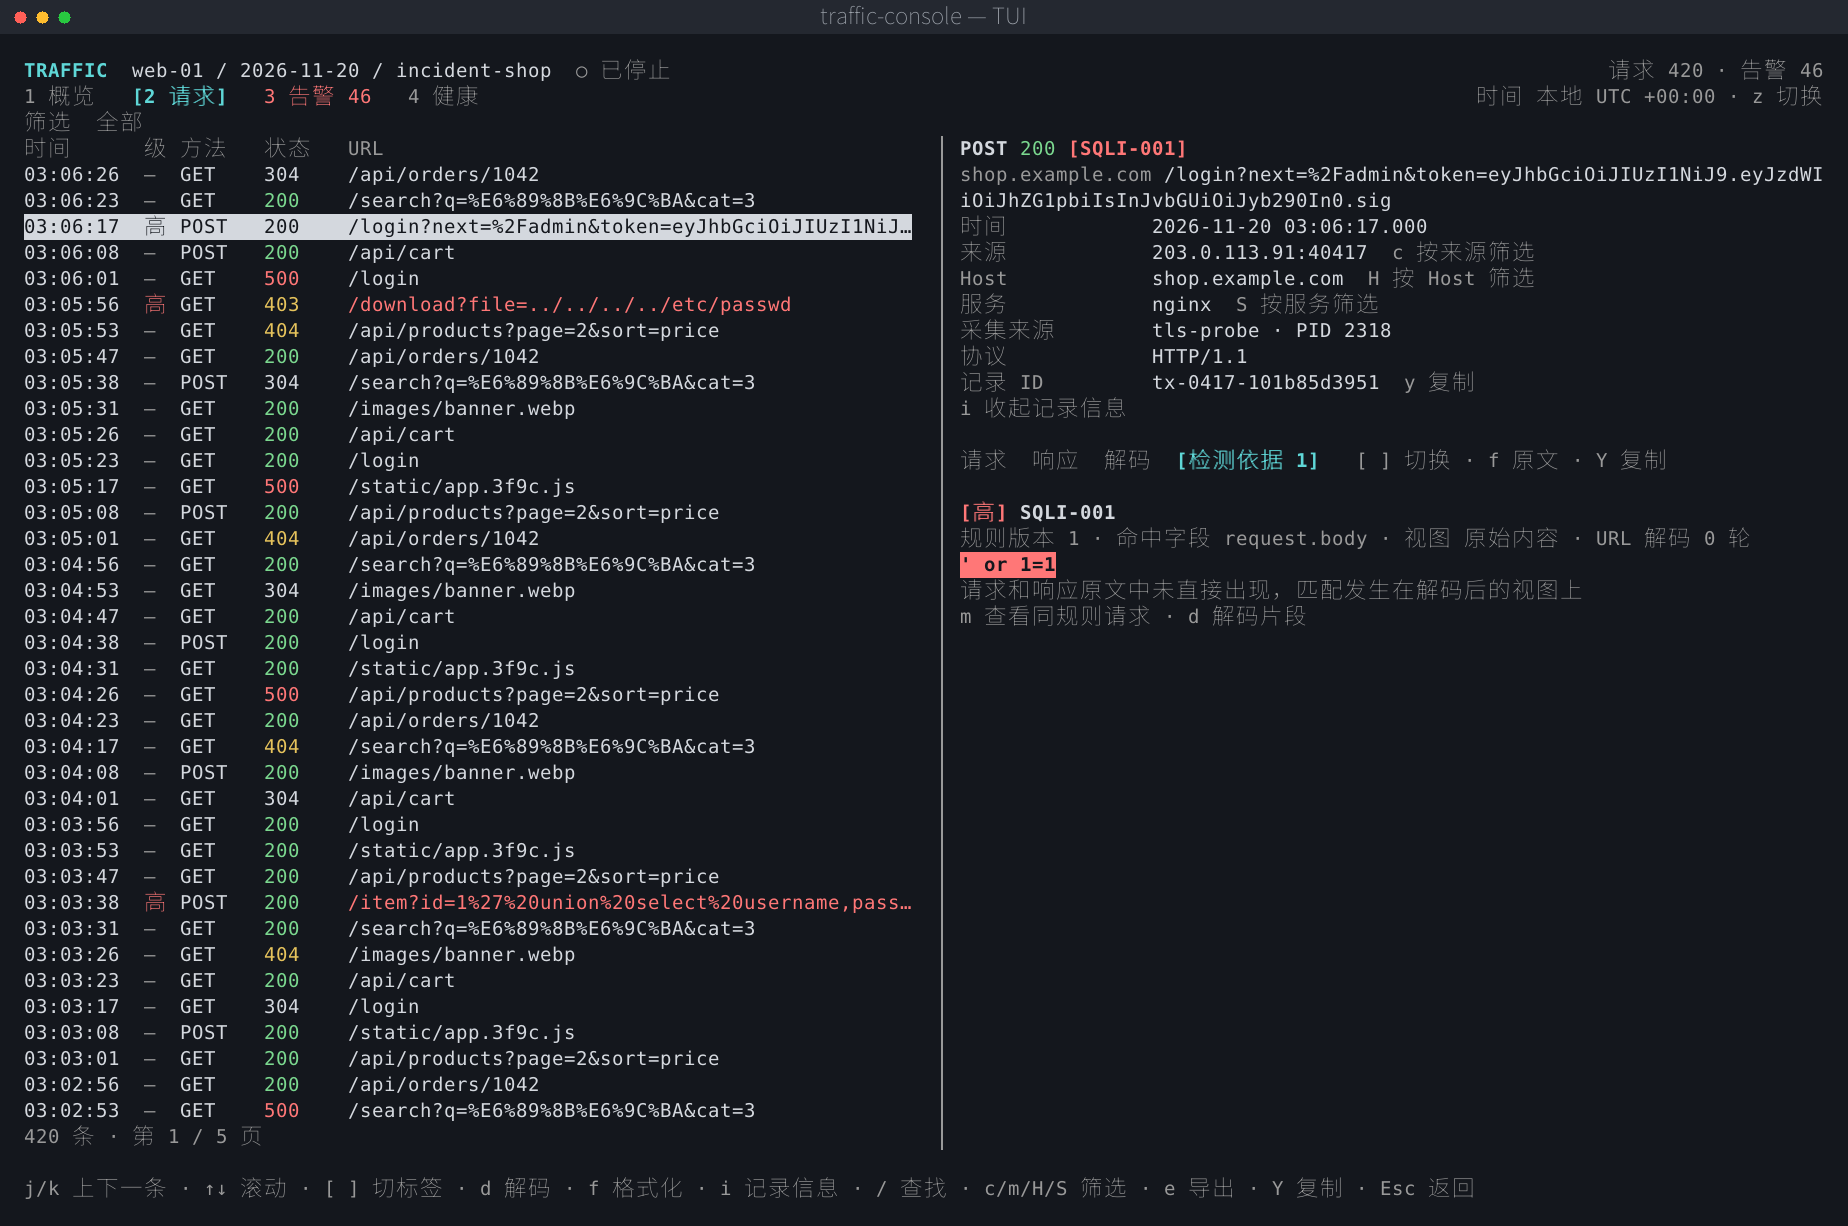 traffic-console — TUI
TRAFFIC web-01 / 2026-11-20 / incident-shop ○ 已停止 请求 420 · 告警 46
1 概览 [2 请求] 3 告警 46 4 健康 时间 本地 UTC +00:00 · z 切换
筛选 全部
时间 级 方法 状态 URL
03:06:26 — GET 304 /api/orders/1042
03:06:23 — GET 200 /search?q=%E6%89%8B%E6%9C%BA&cat=3
03:06:17 高 POST 200 /login?next=%2Fadmin&token=eyJhbGciOiJIUzI1NiJ…
03:06:08 — POST 200 /api/cart
03:06:01 — GET 500 /login
03:05:56 高 GET 403 /download?file=../../../../etc/passwd
03:05:53 — GET 404 /api/products?page=2&sort=price
03:05:47 — GET 200 /api/orders/1042
03:05:38 — POST 304 /search?q=%E6%89%8B%E6%9C%BA&cat=3
03:05:31 — GET 200 /images/banner.webp
03:05:26 — GET 200 /api/cart
03:05:23 — GET 200 /login
03:05:17 — GET 500 /static/app.3f9c.js
03:05:08 — POST 200 /api/products?page=2&sort=price
03:05:01 — GET 404 /api/orders/1042
03:04:56 — GET 200 /search?q=%E6%89%8B%E6%9C%BA&cat=3
03:04:53 — GET 304 /images/banner.webp
03:04:47 — GET 200 /api/cart
03:04:38 — POST 200 /login
03:04:31 — GET 200 /static/app.3f9c.js
03:04:26 — GET 500 /api/products?page=2&sort=price
03:04:23 — GET 200 /api/orders/1042
03:04:17 — GET 404 /search?q=%E6%89%8B%E6%9C%BA&cat=3
03:04:08 — POST 200 /images/banner.webp
03:04:01 — GET 304 /api/cart
03:03:56 — GET 200 /login
03:03:53 — GET 200 /static/app.3f9c.js
03:03:47 — GET 200 /api/products?page=2&sort=price
03:03:38 高 POST 200 /item?id=1%27%20union%20select%20username,pass…
03:03:31 — GET 200 /search?q=%E6%89%8B%E6%9C%BA&cat=3
03:03:26 — GET 404 /images/banner.webp
03:03:23 — GET 200 /api/cart
03:03:17 — GET 304 /login
03:03:08 — POST 200 /static/app.3f9c.js
03:03:01 — GET 200 /api/products?page=2&sort=price
03:02:56 — GET 200 /api/orders/1042
03:02:53 — GET 500 /search?q=%E6%89%8B%E6%9C%BA&cat=3
420 条 · 第 1 / 5 页
POST 200 [SQLI-001]
shop.example.com /login?next=%2Fadmin&token=eyJhbGciOiJIUzI1NiJ9.eyJzdWI
iOiJhZG1pbiIsInJvbGUiOiJyb290In0.sig
时间 2026-11-20 03:06:17.000
来源 203.0.113.91:40417 c 按来源筛选
Host shop.example.com H 按 Host 筛选
服务 nginx S 按服务筛选
采集来源 tls-probe · PID 2318
协议 HTTP/1.1
记录 ID tx-0417-101b85d3951 y 复制
i 收起记录信息
请求 响应 解码 [检测依据 1] [ ] 切换 · f 原文 · Y 复制
[高] SQLI-001
规则版本 1 · 命中字段 request.body · 视图 原始内容 · URL 解码 0 轮
' or 1=1
请求和响应原文中未直接出现，匹配发生在解码后的视图上
m 查看同规则请求 · d 解码片段
j/k 上下一条 · ↑↓ 滚动 · [ ] 切标签 · d 解码 · f 格式化 · i 记录信息 · / 查找 · c/m/H/S 筛选 · e 导出 · Y 复制 · Esc 返回